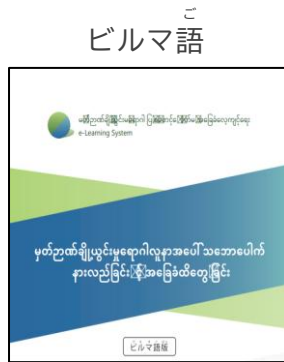 ご
ビルマ語
e-Learning System
မှတ်ဉာဏ်ချို့ယွင်းမှုရောဂါလူနာအပေါ် သဘောပေါက်
နားလည်ခြင်း အခြေခံထိတွေ့ခြင်း
ビルマ語版